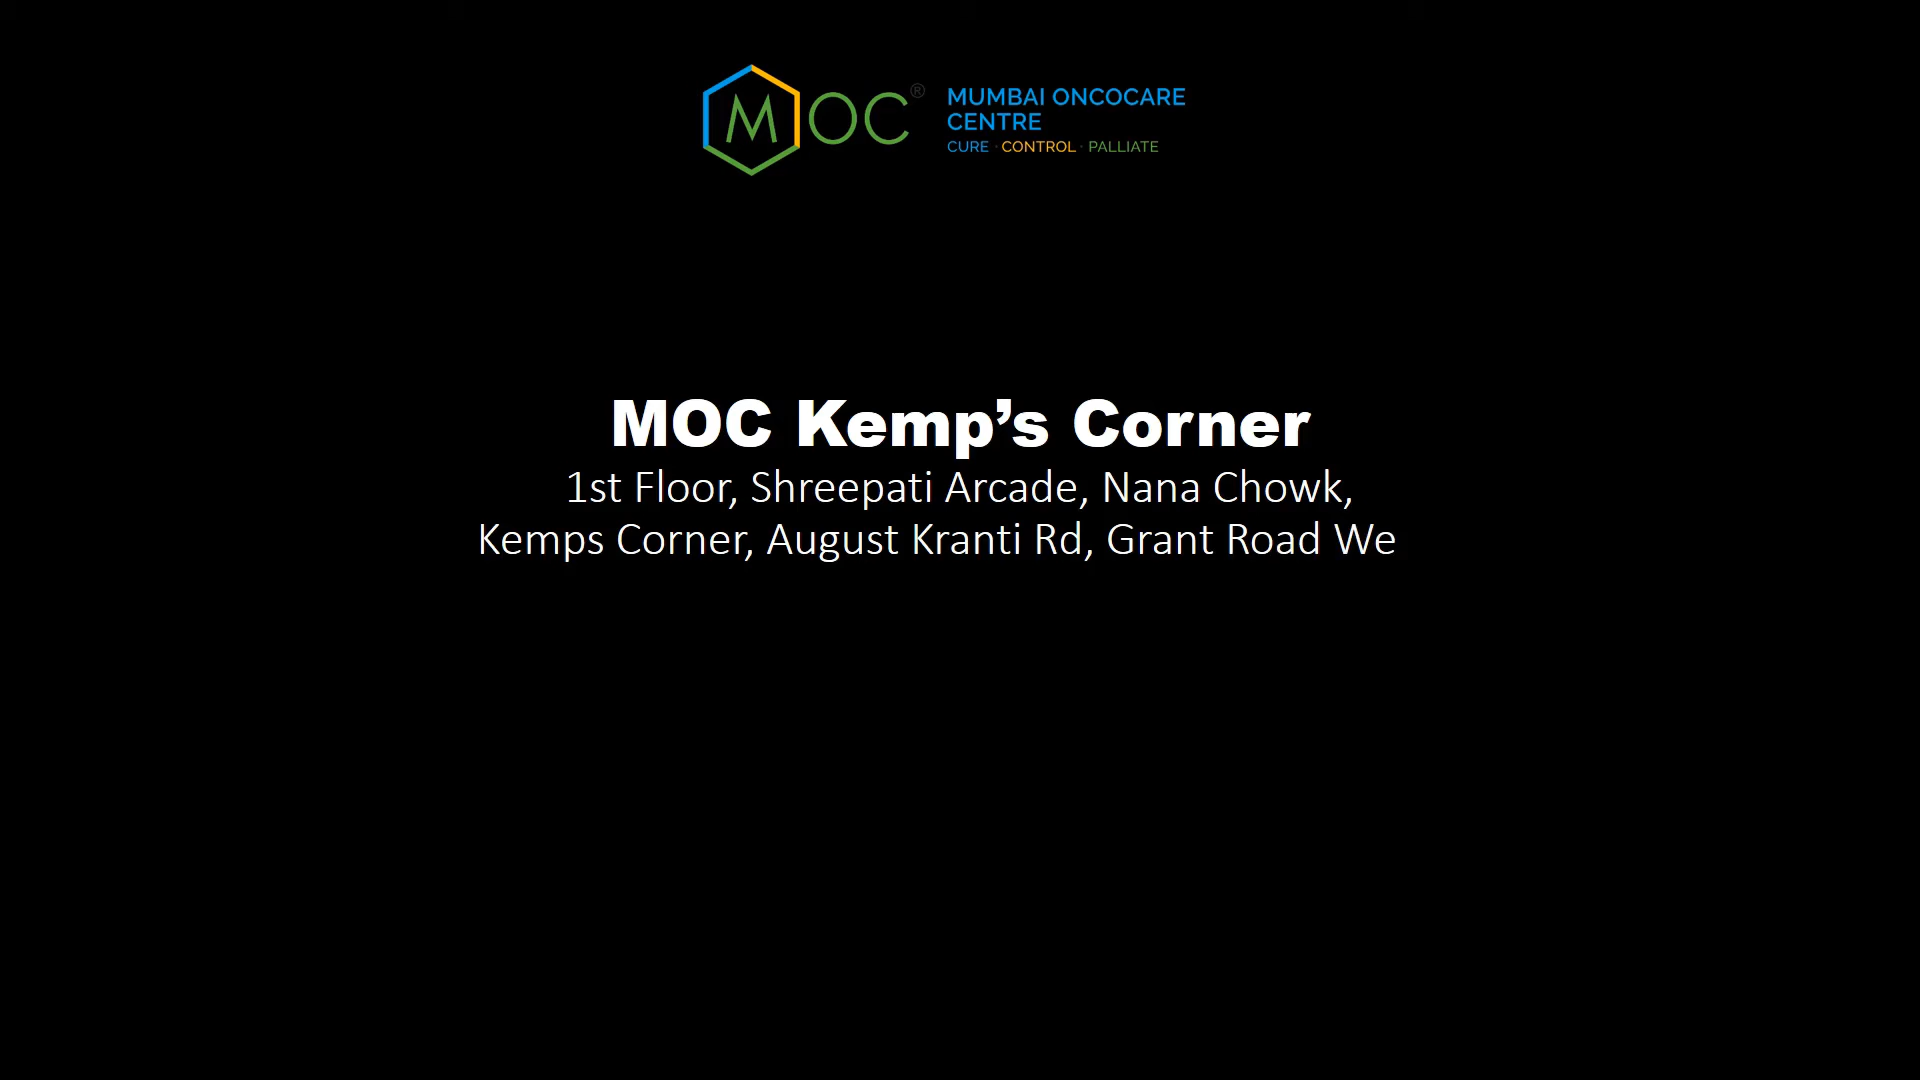 MOC®
MUMBAI ONCOCARE
CENTRE
CURE · CONTROL · PALLIATE
MOC Kemp’s Corner
1st Floor, Shreepati Arcade, Nana Chowk,
Kemps Corner, August Kranti Rd, Grant Road We